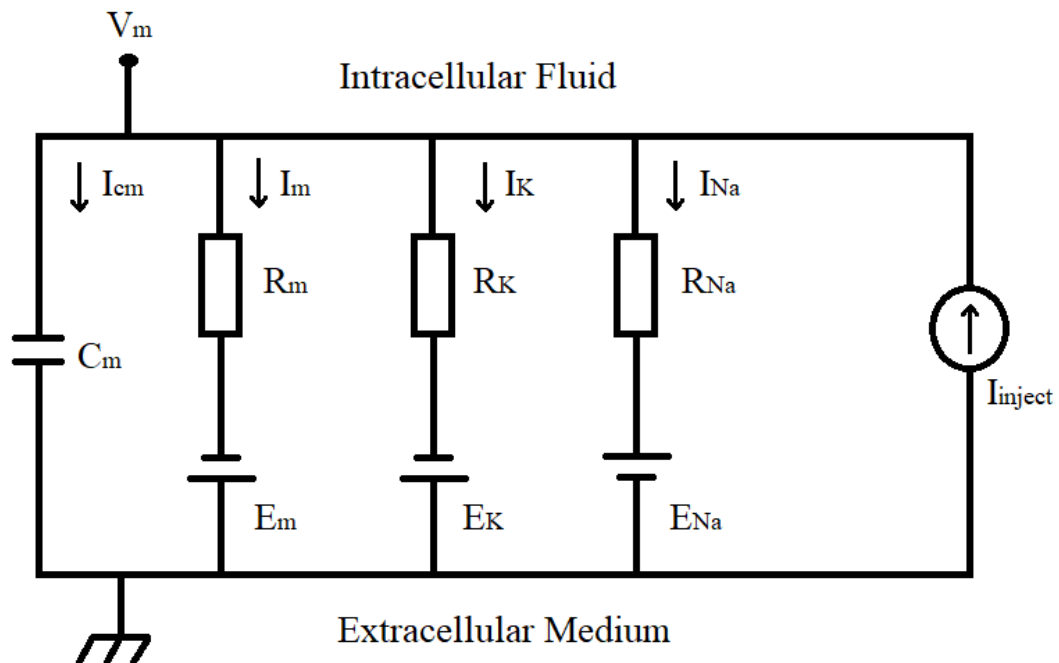 Vm
Intracellular Fluid
Icm
Im
IK
INa
Rm
RK
RNa
Cm
Iinject
Em
EK
ENa
Extracellular Medium